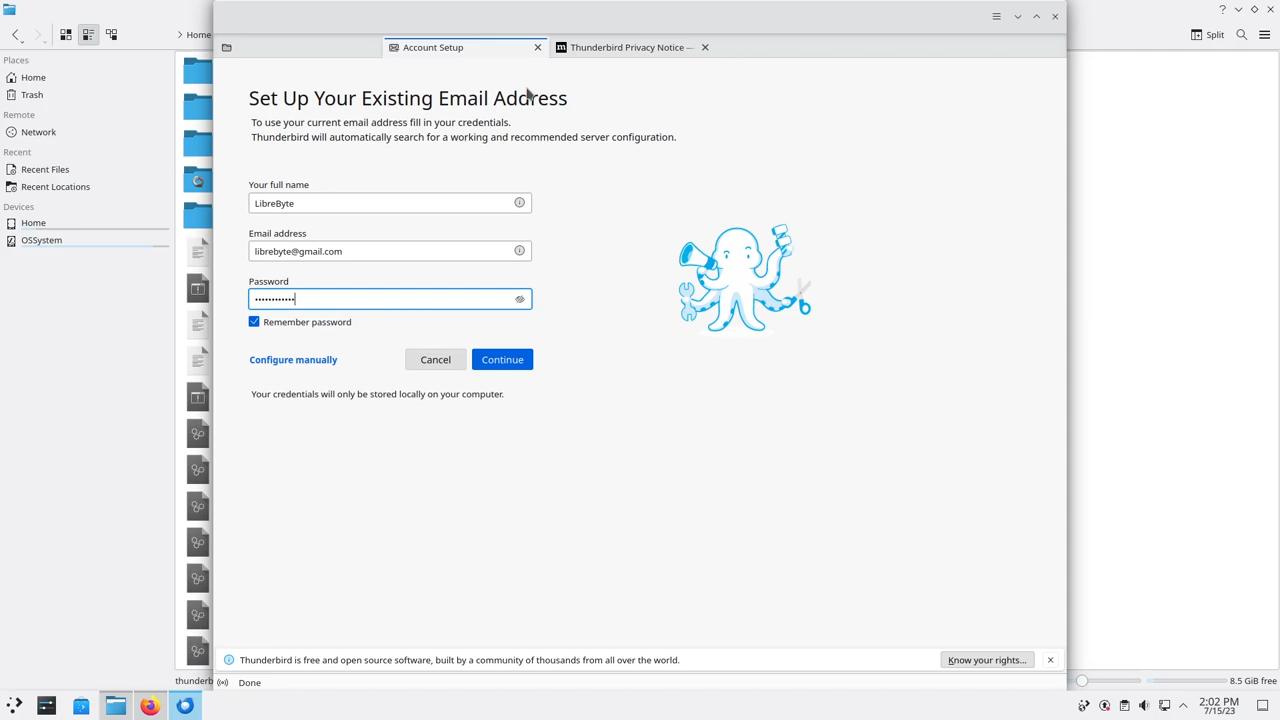 Split
Home
Account Setup
Thunderbird Privacy Notice —
Places
Home
Trash
Remote
Network
Recent
Recent Files
Recent Locations
Devices
Home
OSSystem
Set Up Your Existing Email Address
To use your current email address fill in your credentials.
Thunderbird will automatically search for a working and recommended server configuration.
Your full name
LibreByte
Email address
librebyte@gmail.com
Password
••••••••••••
Remember password
Configure manually
Cancel
Continue
Your credentials will only be stored locally on your computer.
Thunderbird is free and open source software, built by a community of thousands from all over the world.
Know your rights...
Done
thunderb
8.5 GiB free
2:02 PM
7/15/23